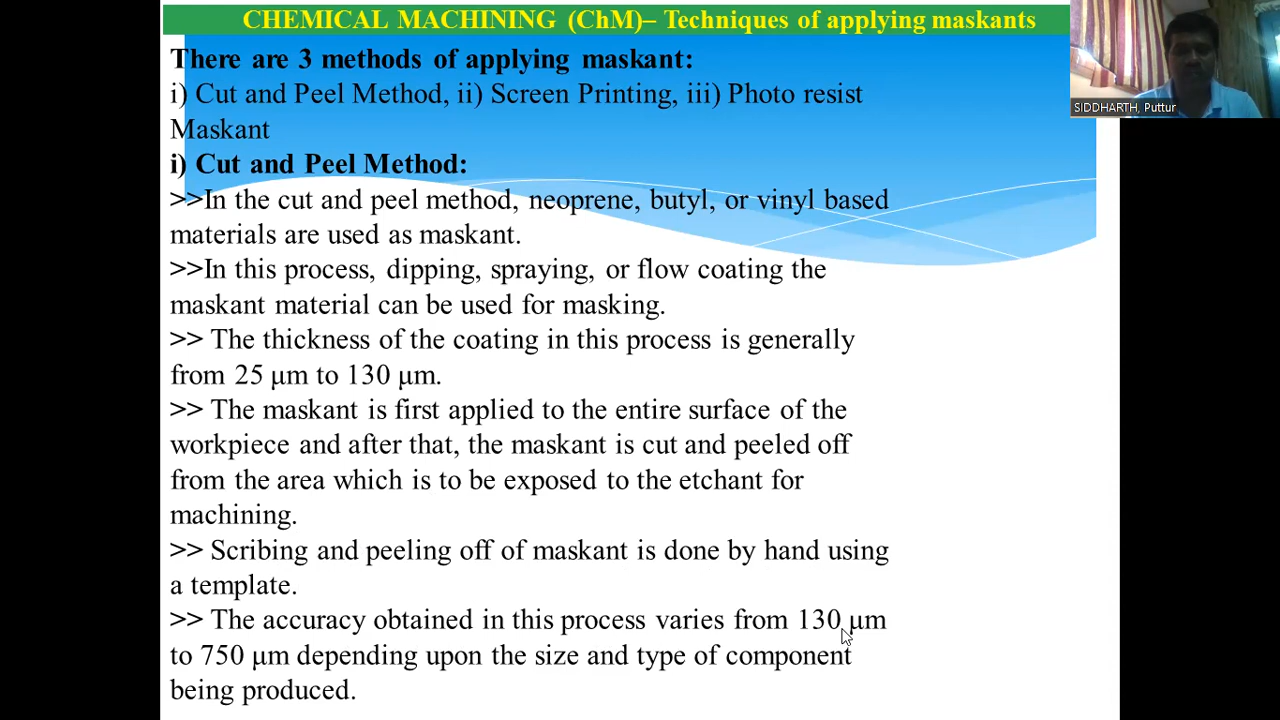 CHEMICAL MACHINING (ChM)– Techniques of applying maskants
SIDDHARTH, Puttur
There are 3 methods of applying maskant:
i) Cut and Peel Method, ii) Screen Printing, iii) Photo resist
Maskant
i) Cut and Peel Method:
>>In the cut and peel method, neoprene, butyl, or vinyl based
materials are used as maskant.
>>In this process, dipping, spraying, or flow coating the
maskant material can be used for masking.
>> The thickness of the coating in this process is generally
from 25 μm to 130 μm.
>> The maskant is first applied to the entire surface of the
workpiece and after that, the maskant is cut and peeled off
from the area which is to be exposed to the etchant for
machining.
>> Scribing and peeling off of maskant is done by hand using
a template.
>> The accuracy obtained in this process varies from 130 μm
to 750 μm depending upon the size and type of component
being produced.